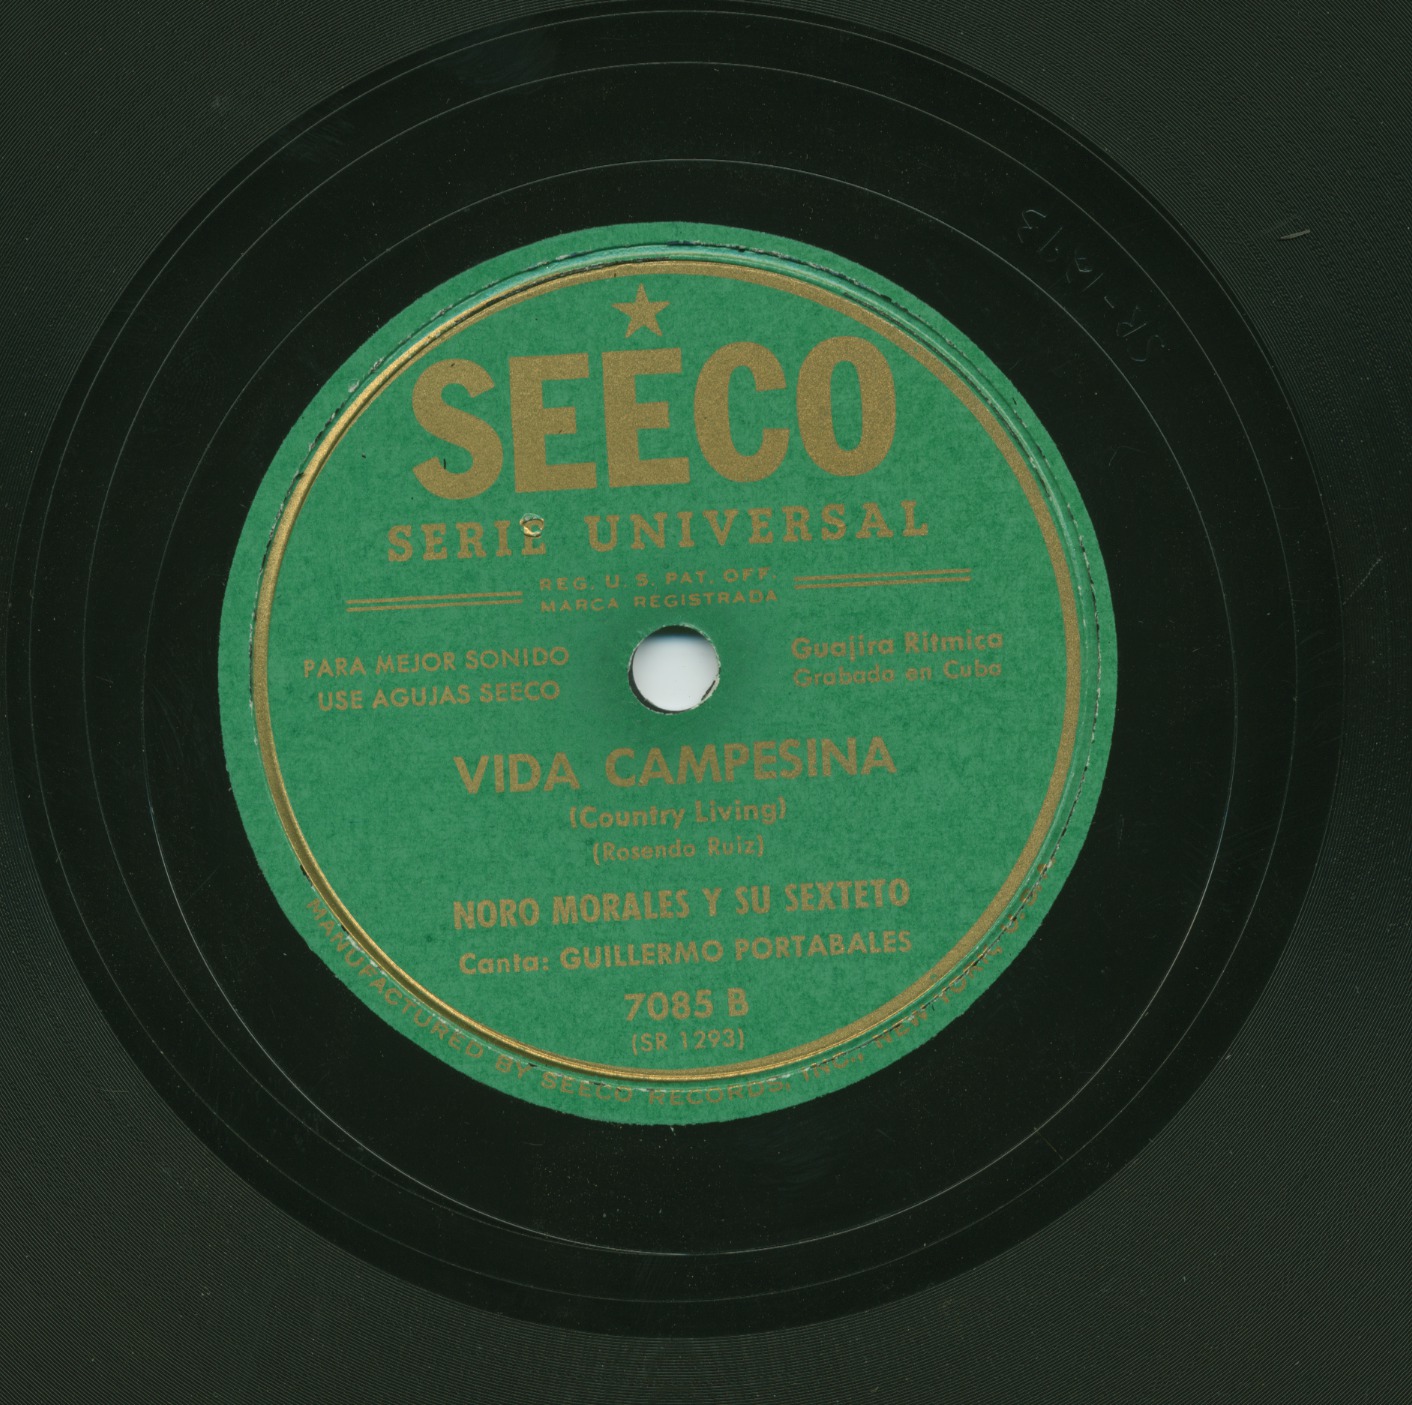 SEECO
SERIE UNIVERSAL
REG. U. S. PAT. OFF.
MARCA REGISTRADA
PARA MEJOR SONIDO
USE AGUJAS SEECO
Guajira Ritmica
Grabada en Cuba
VIDA CAMPESINA
(Country Living)
(Rosendo Ruiz)
NORO MORALES Y SU SEXTETO
Canta: GUILLERMO PORTABALES
7085 B
(SR 1293)
MANUFACTURED BY SEECO RECORDS, INC., NEW YORK,
SR-1293